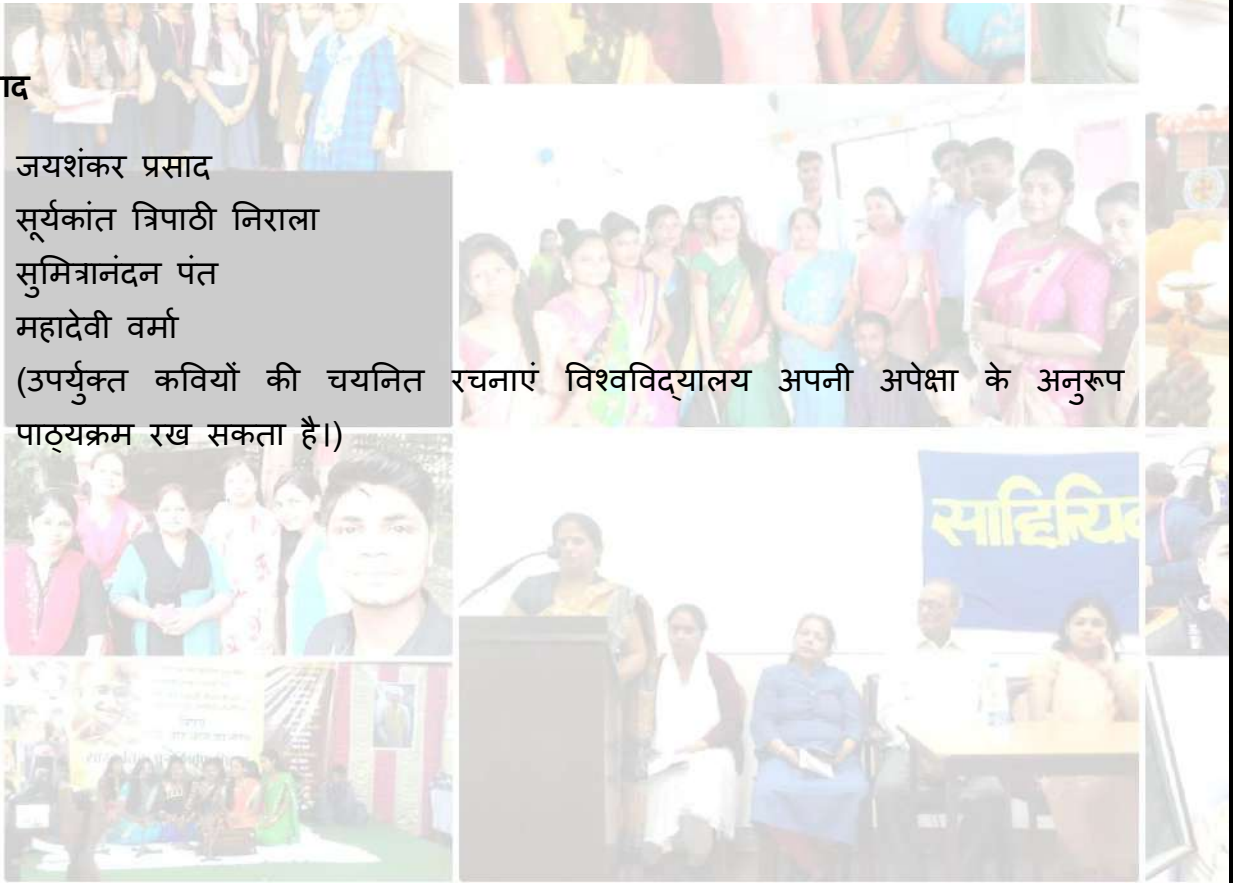 ाद
जयशंकर प्रसाद
सूर्यकांत त्रिपाठी निराला
सुमित्रानंदन पंत
महादेवी वर्मा
(उपर्युक्त कवियों की चयनित रचनाएं विश्वविद्यालय अपनी अपेक्षा के अनुरूप
पाठ्यक्रम रख सकता है।)